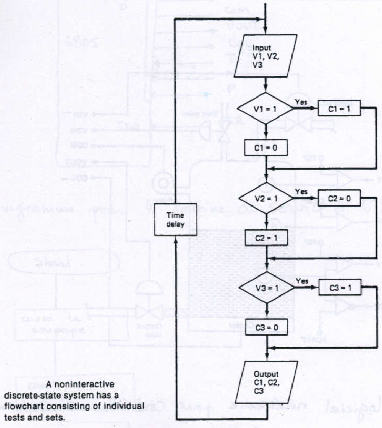 Input
V1, V2,
V3
V1 = 1
Yes
C1 = 1
C1 = 0
V2 = 1
Yes
C2 = 0
Time
delay
C2 = 1
V3 = 1
Yes
C3 = 1
C3 = 0
Output
C1, C2,
C3
A noninteractive
discrete-state system has a
flowchart consisting of individual
tests and sets.